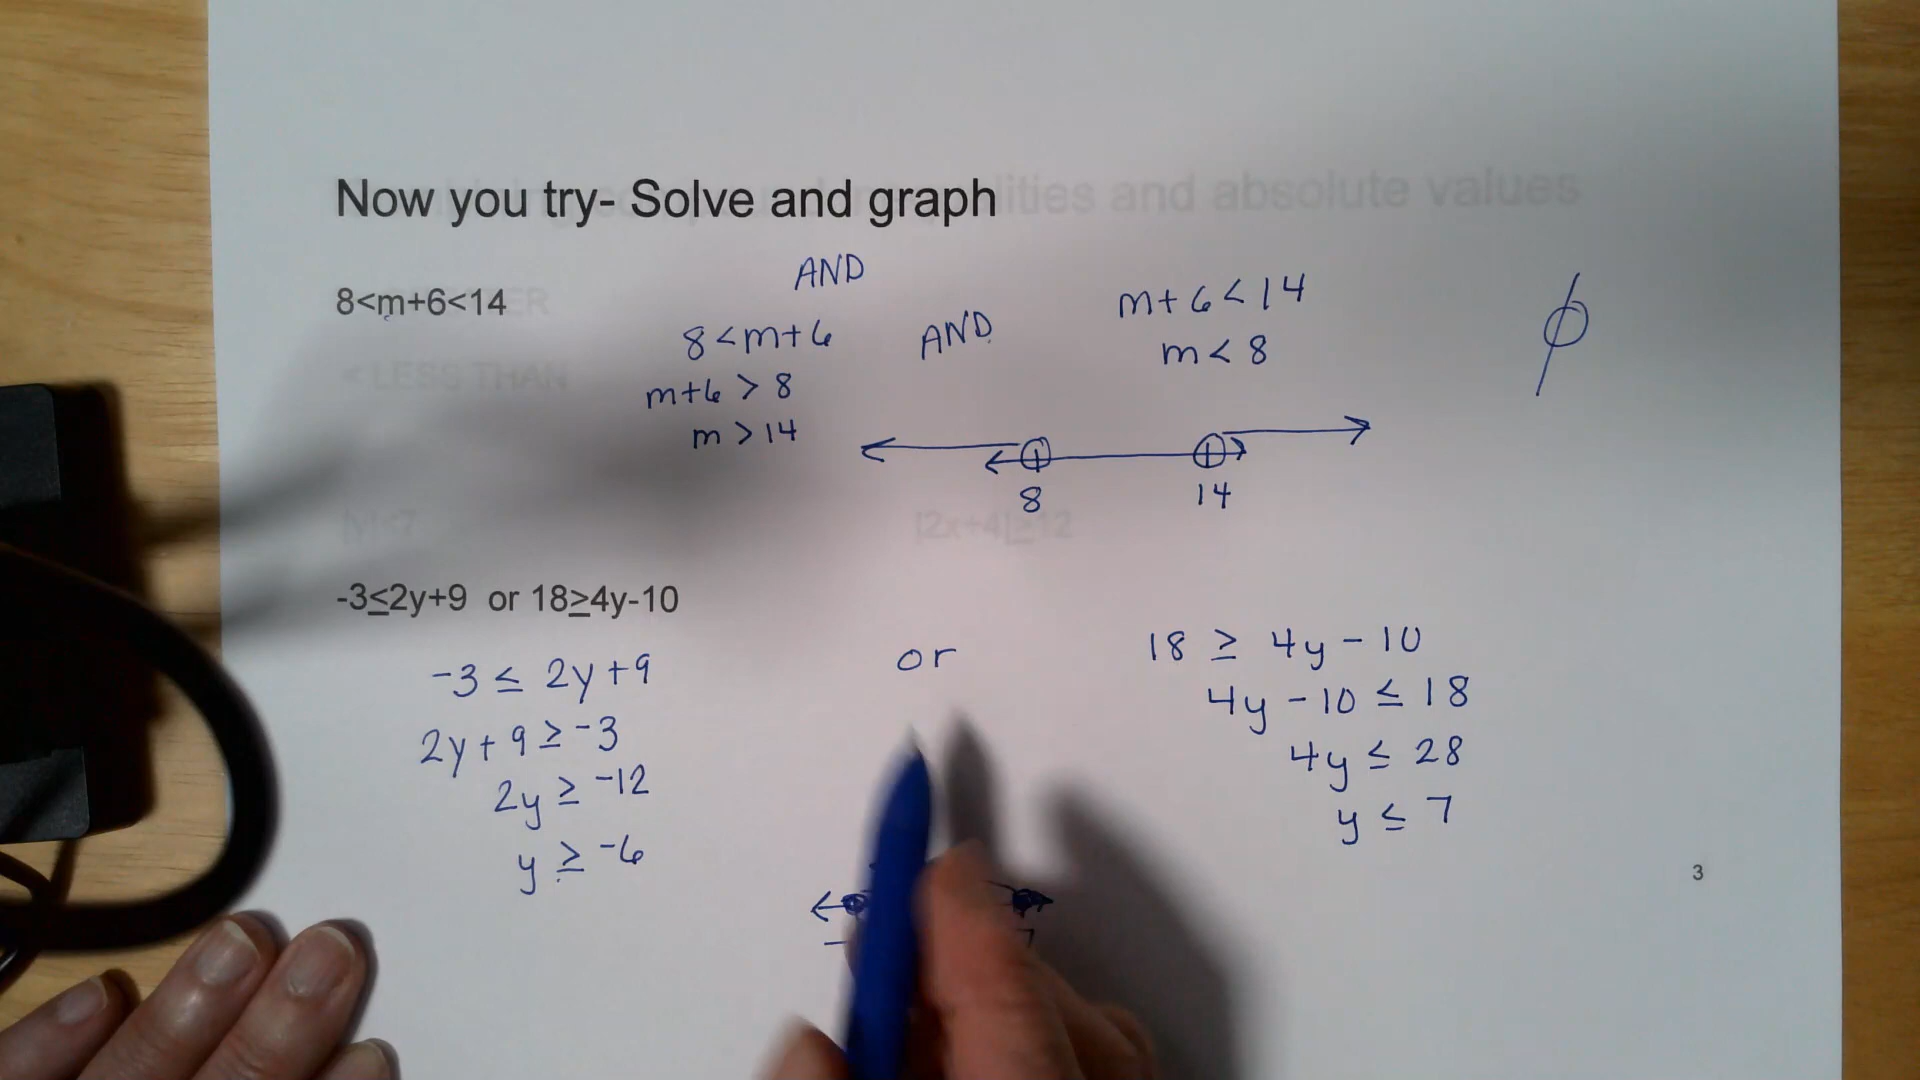 Now you try- Solve and graph
8<m+6<14
AND
8<m+6
AND
m+6<14
m+6 > 8
m < 8
m > 14
ϕ
8
14
-3≤2y+9 or 18≥4y-10
-3 ≤ 2y+9
or
18 ≥ 4y - 10
2y+9 ≥ -3
4y - 10 ≤ 18
2y ≥ -12
4y ≤ 28
y ≥ -6
y ≤ 7
3